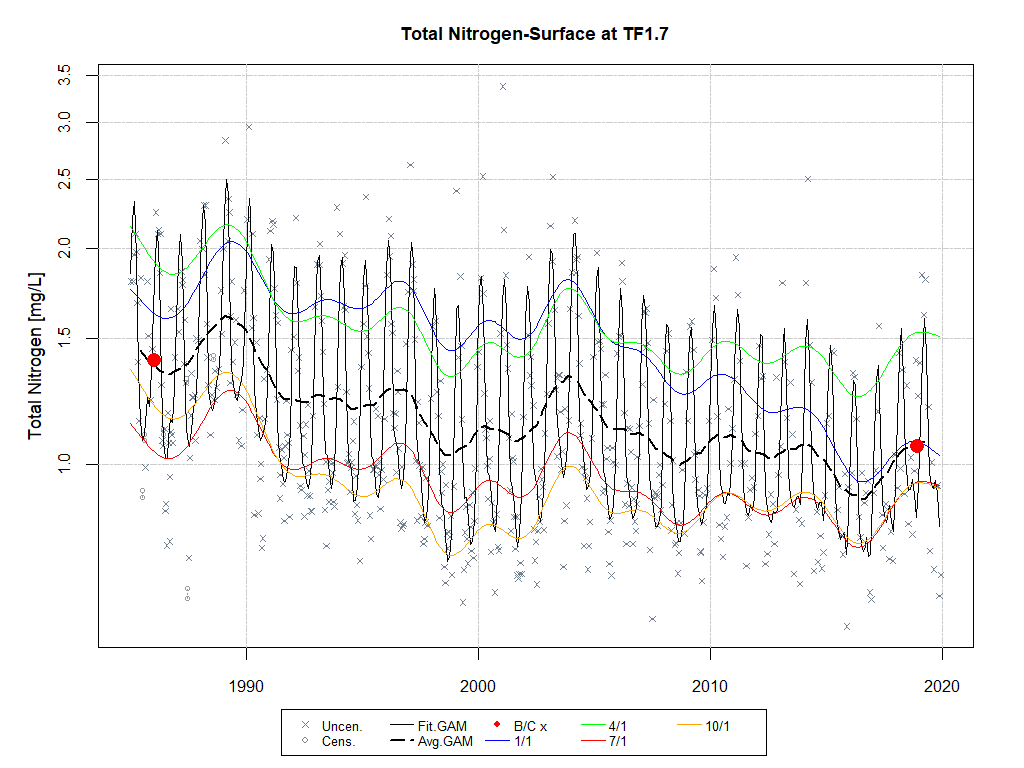 Total Nitrogen-Surface at TF1.7
Total Nitrogen [mg/L]
3.5
3.0
2.5
2.0
1.5
1.0
1990 2000 2010 2020
Uncen. Fit.GAM B/C x 4/1 10/1
Cens. Avg.GAM 1/1 7/1